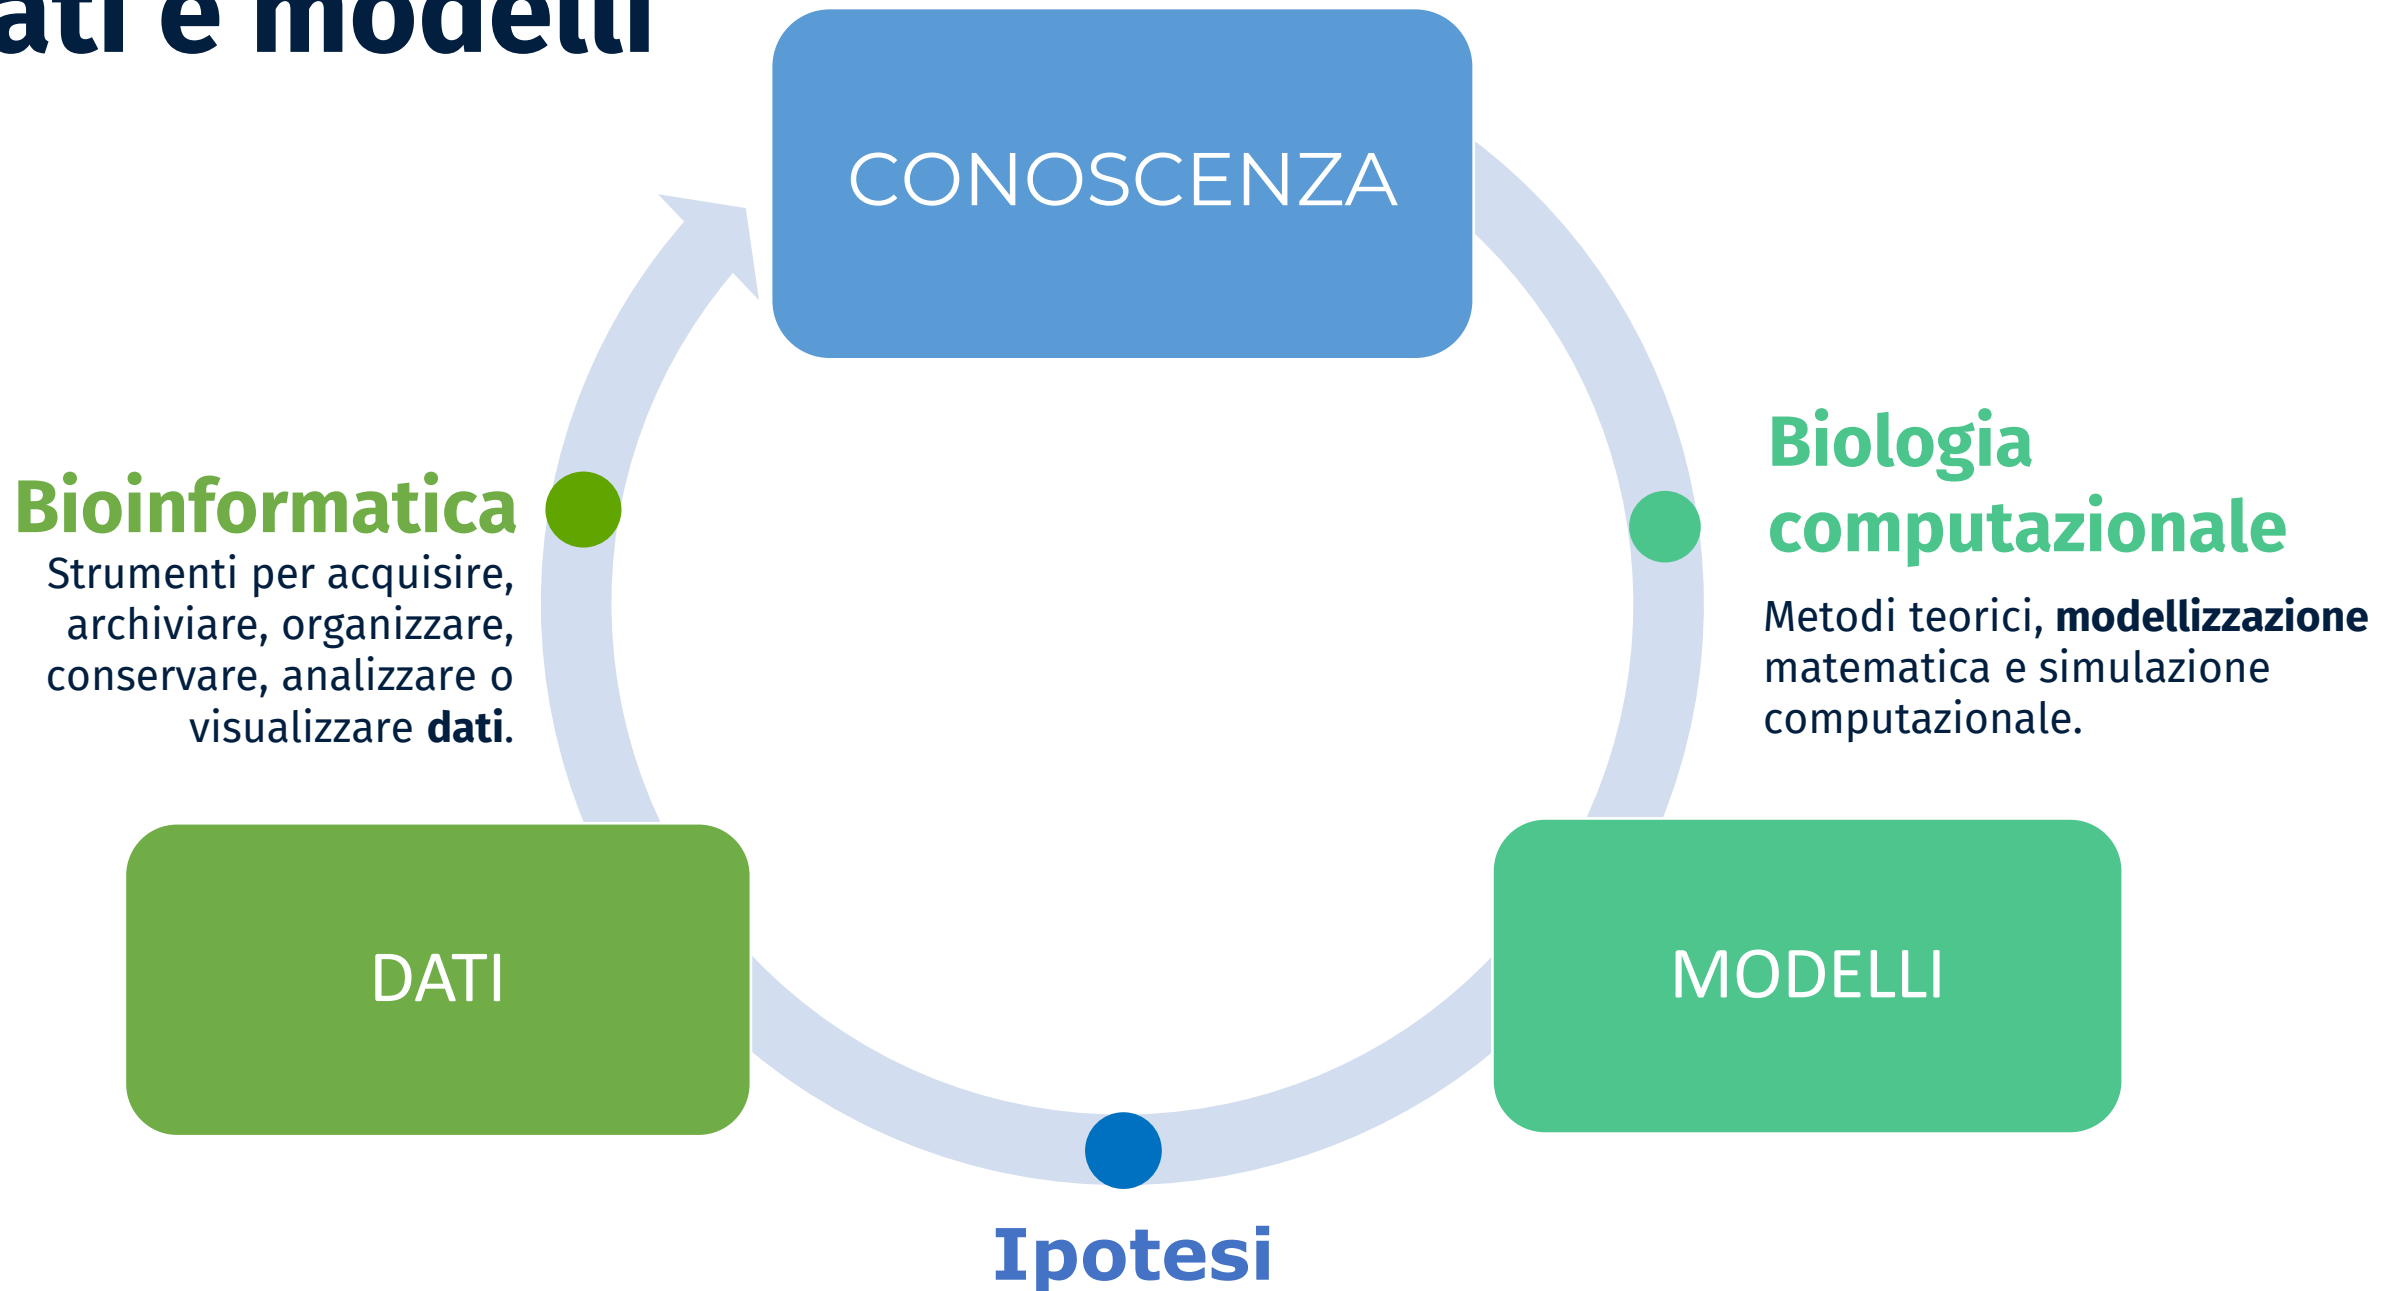 ati e modelli
CONOSCENZA
Bioinformatica
Strumenti per acquisire,
archiviare, organizzare,
conservare, analizzare o
visualizzare dati.
Biologia
computazionale
Metodi teorici, modellizzazione
matematica e simulazione
computazionale.
DATI
MODELLI
Ipotesi